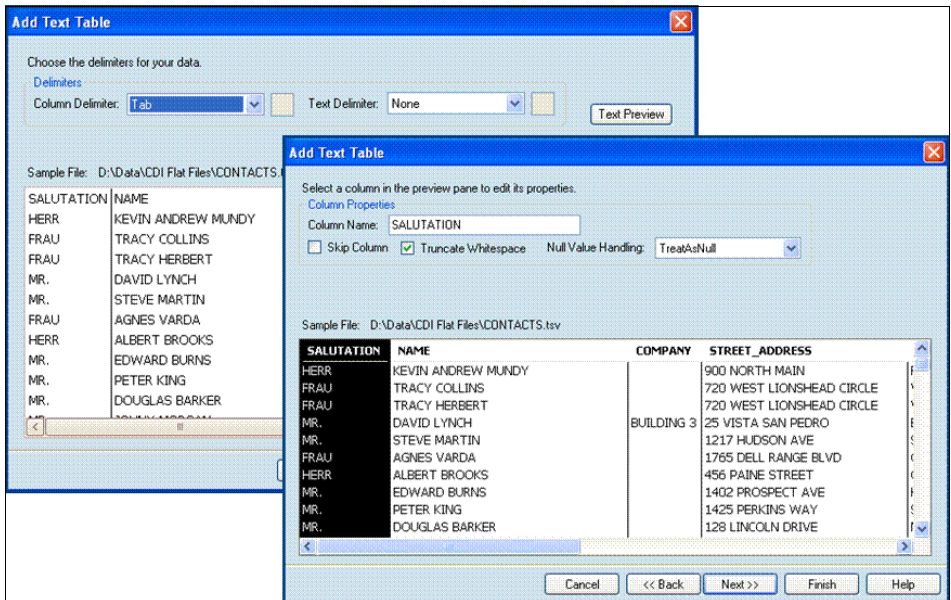 Add Text Table
Choose the delimiters for your data.
Delimiters
Column Delimiter: Tab Text Delimiter: None
Text Preview
Sample File: D:\Data\CDI Flat Files\CONTACTS.
SALUTATION NAME
HERR KEVIN ANDREW MUNDY
FRAU TRACY COLLINS
FRAU TRACY HERBERT
MR. DAVID LYNCH
MR. STEVE MARTIN
FRAU AGNES VARDA
HERR ALBERT BROOKS
MR. EDWARD BURNS
MR. PETER KING
MR. DOUGLAS BARKER
Add Text Table
Select a column in the preview pane to edit its properties.
Column Properties
Column Name: SALUTATION
Skip Column Truncate Whitespace Null Value Handling: TreatAsNull
Sample File: D:\Data\CDI Flat Files\CONTACTS.tsv
SALUTATION NAME COMPANY STREET_ADDRESS
HERR KEVIN ANDREW MUNDY 900 NORTH MAIN
FRAU TRACY COLLINS 720 WEST LIONSHEAD CIRCLE
FRAU TRACY HERBERT 720 WEST LIONSHEAD CIRCLE
MR. DAVID LYNCH BUILDING 3 25 VISTA SAN PEDRO
MR. STEVE MARTIN 1217 HUDSON AVE
FRAU AGNES VARDA 1765 DELL RANGE BLVD
HERR ALBERT BROOKS 456 PAINE STREET
MR. EDWARD BURNS 1402 PROSPECT AVE
MR. PETER KING 1425 PERKINS WAY
MR. DOUGLAS BARKER 128 LINCOLN DRIVE
Cancel << Back Next >> Finish Help